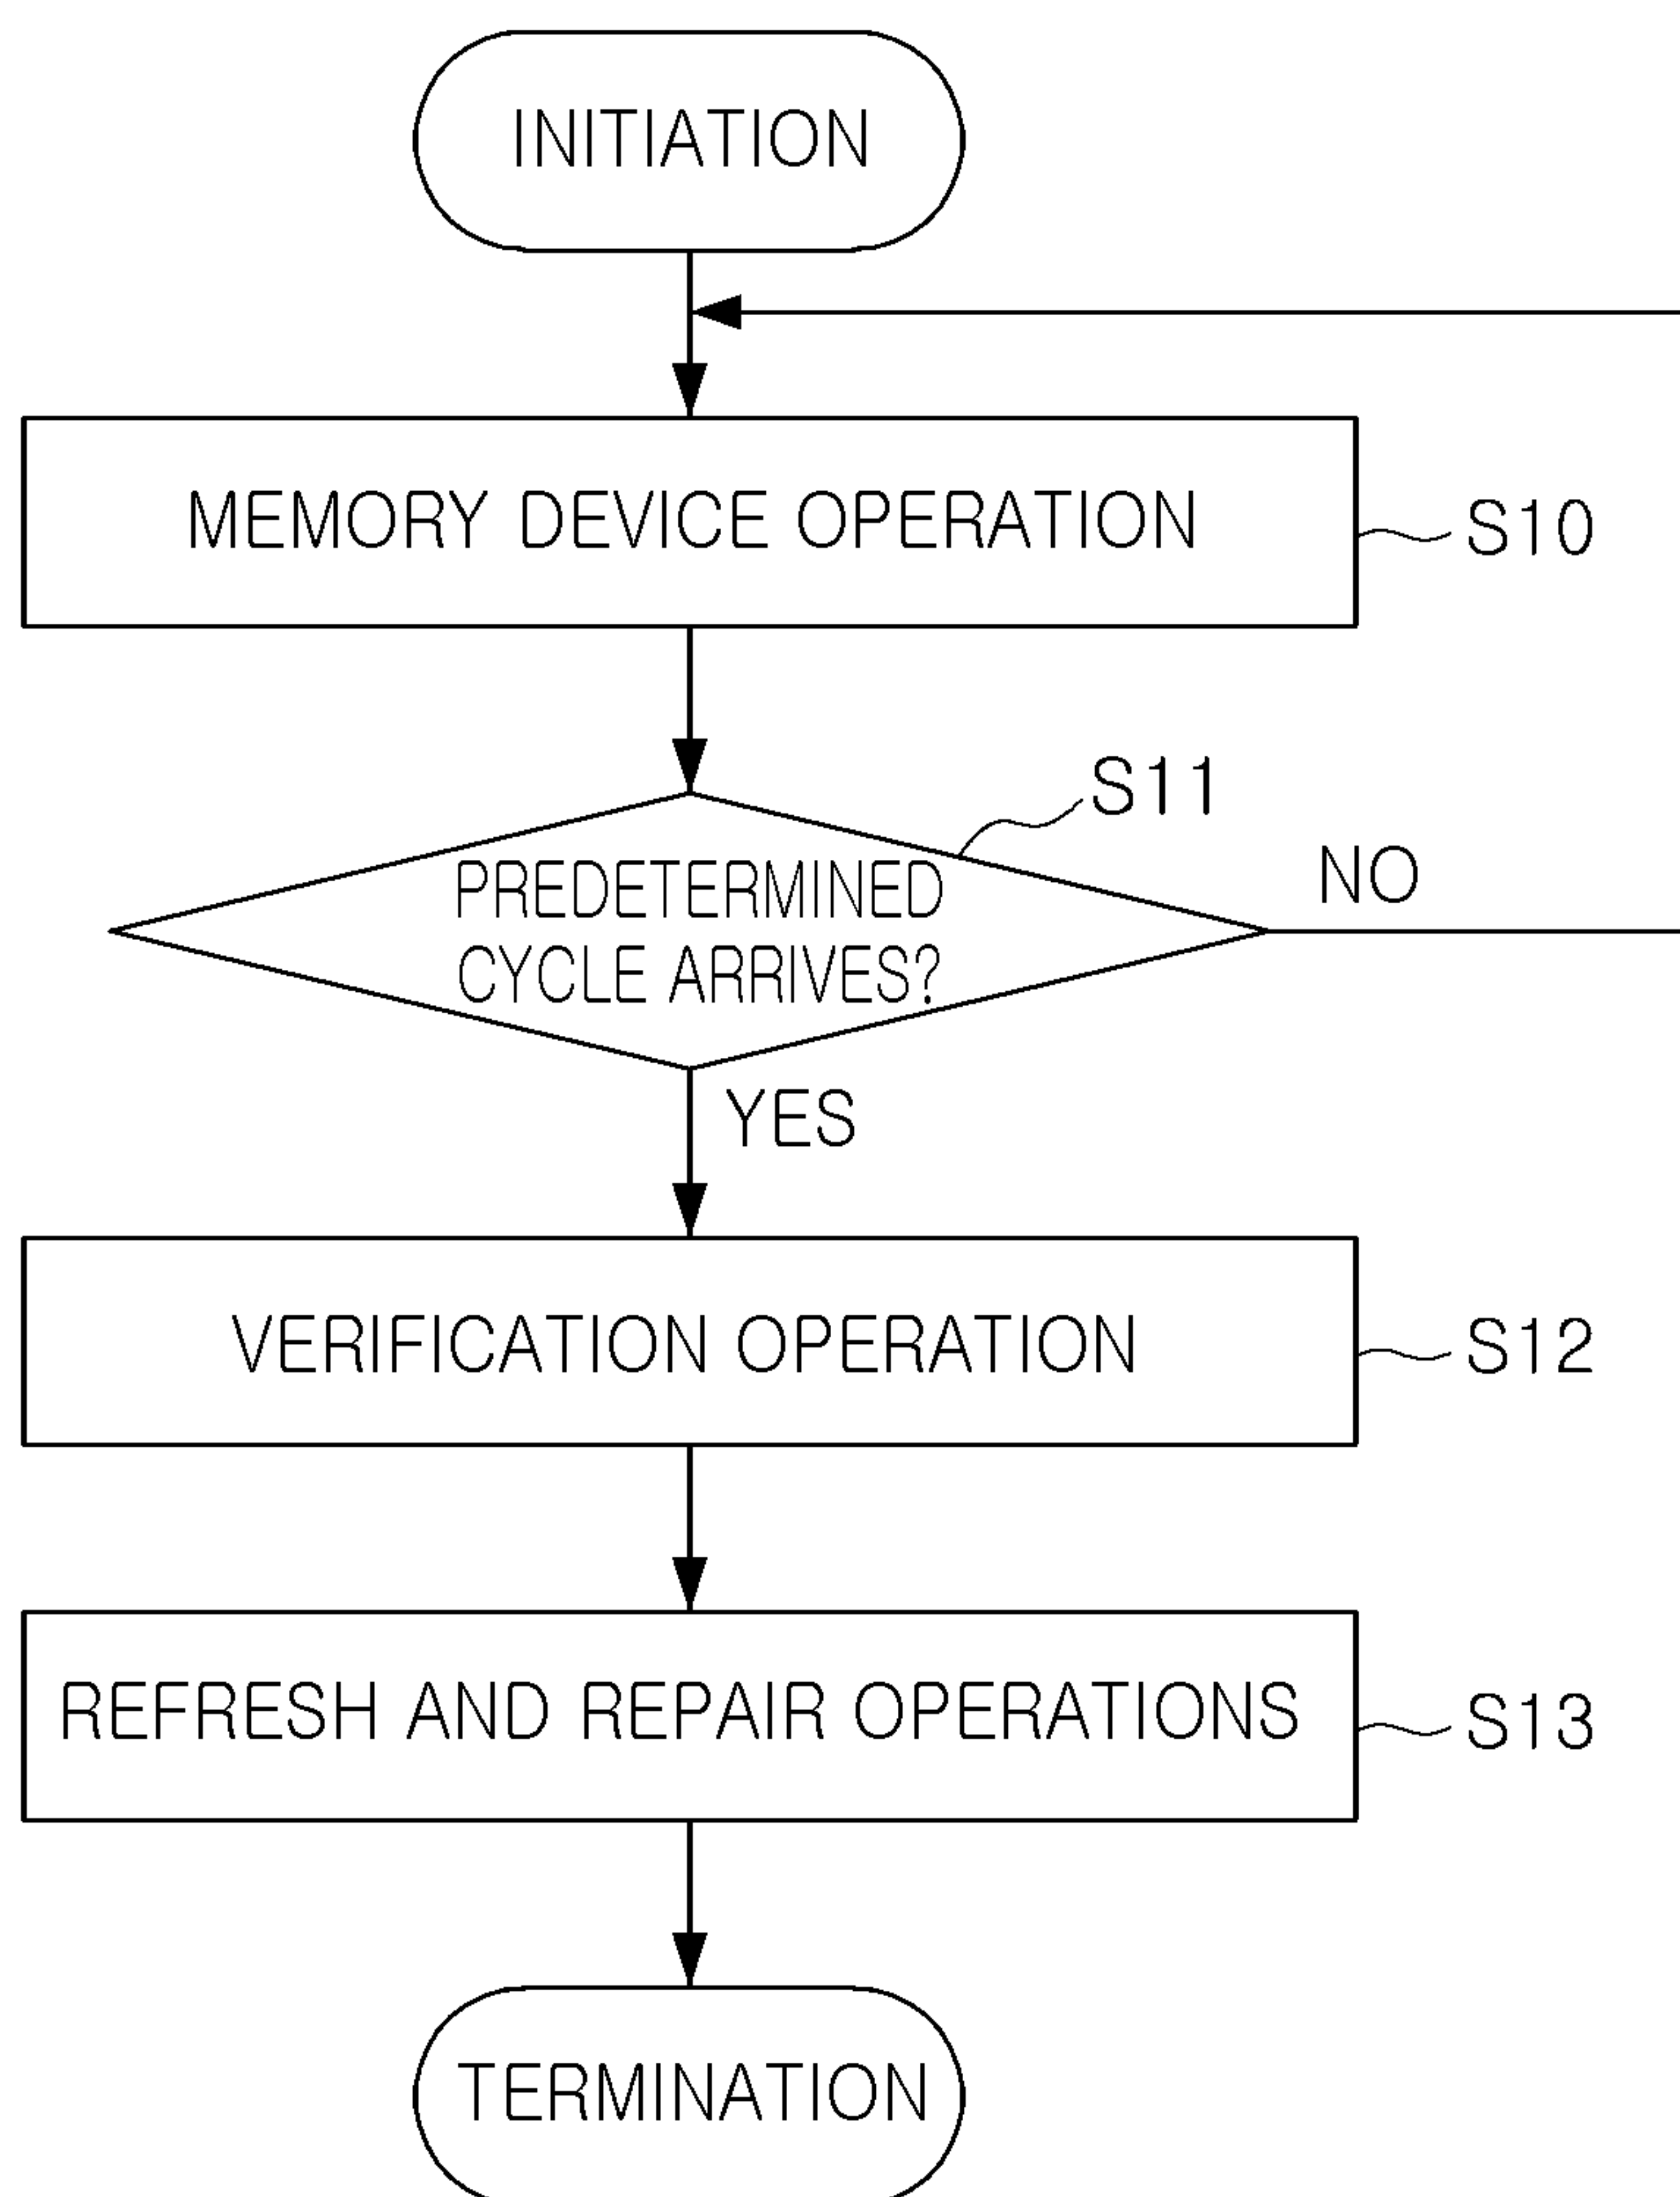 INITIATION
MEMORY DEVICE OPERATION
S10
S11
PREDETERMINED
CYCLE ARRIVES?
NO
YES
VERIFICATION OPERATION
S12
REFRESH AND REPAIR OPERATIONS
S13
TERMINATION